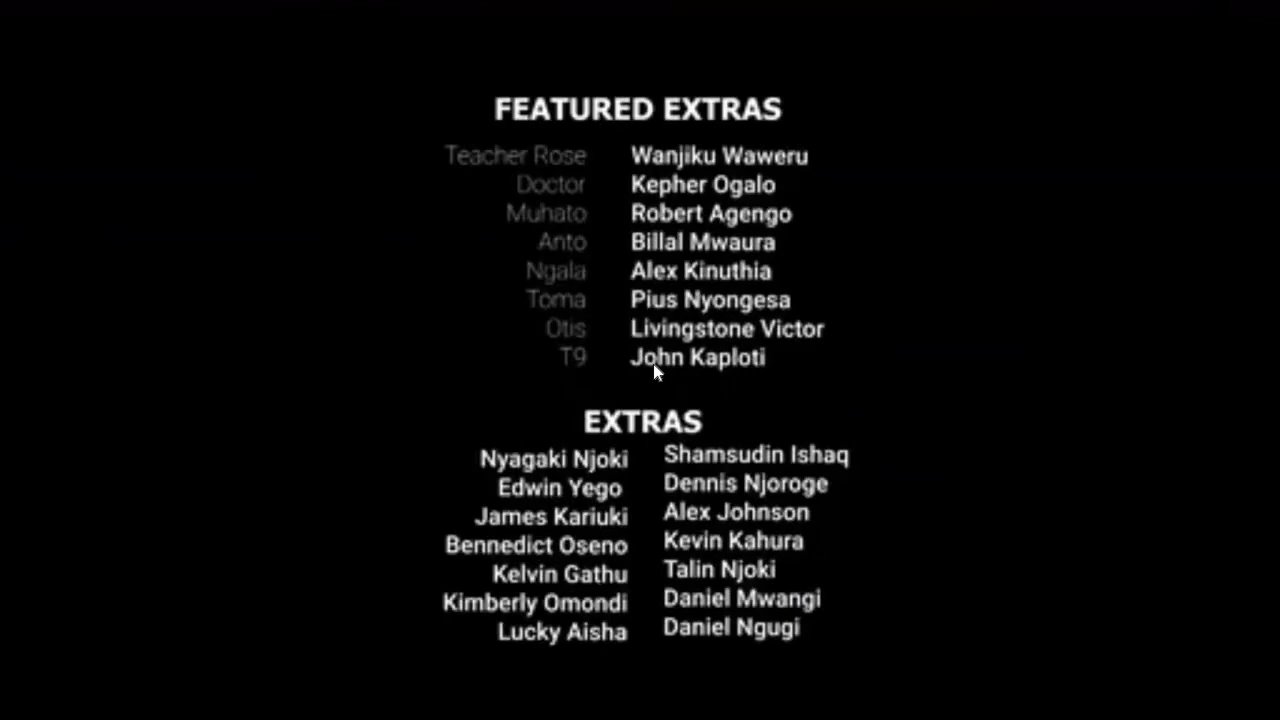 FEATURED EXTRAS
Teacher Rose Wanjiku Waweru
Doctor Kepher Ogalo
Muhato Robert Agengo
Anto Billal Mwaura
Ngala Alex Kinuthia
Toma Pius Nyongesa
Otis Livingstone Victor
T9 John Kaploti
EXTRAS
Nyagaki Njoki Shamsudin Ishaq
Edwin Yego Dennis Njoroge
James Kariuki Alex Johnson
Bennedict Oseno Kevin Kahura
Kelvin Gathu Talin Njoki
Kimberly Omondi Daniel Mwangi
Lucky Aisha Daniel Ngugi